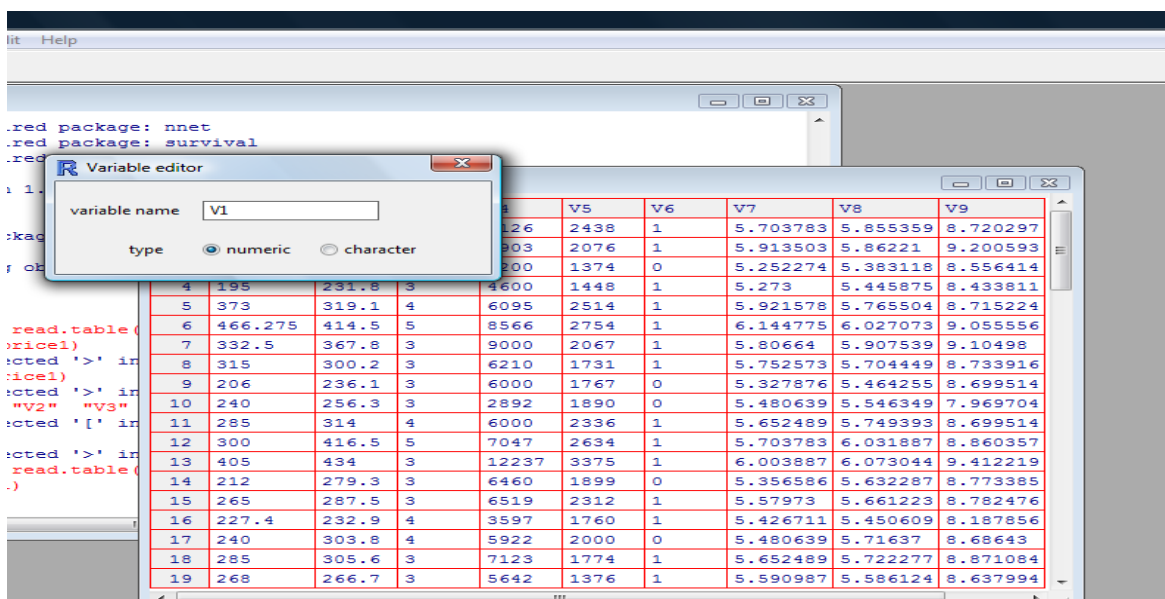 lit Help
red package: nnet
red package: survival
red
Variable editor
variable name V1
type numeric character
1.
g ob
read.table(
price1)
ected '>' in
rice1)
ected '>' in
"V2" "V3"
ected '[' in
ected '>' in
read.table(
)
V5 V6 V7 V8 V9
126 2438 1 5.703783 5.855359 8.720297
903 2076 1 5.913503 5.86221 9.200593
200 1374 0 5.252274 5.383118 8.556414
4 195 231.8 3 4600 1448 1 5.273 5.445875 8.433811
5 373 319.1 4 6095 2514 1 5.921578 5.765504 8.715224
6 466.275 414.5 5 8566 2754 1 6.144775 6.027073 9.055556
7 332.5 367.8 3 9000 2067 1 5.80664 5.907539 9.10498
8 315 300.2 3 6210 1731 1 5.752573 5.704449 8.733916
9 206 236.1 3 6000 1767 0 5.327876 5.464255 8.699514
10 240 256.3 3 2892 1890 0 5.480639 5.546349 7.969704
11 285 314 4 6000 2336 1 5.652489 5.749393 8.699514
12 300 416.5 5 7047 2634 1 5.703783 6.031887 8.860357
13 405 434 3 12237 3375 1 6.003887 6.073044 9.412219
14 212 279.3 3 6460 1899 0 5.356586 5.632287 8.773385
15 265 287.5 3 6519 2312 1 5.57973 5.661223 8.782476
16 227.4 232.9 4 3597 1760 1 5.426711 5.450609 8.187856
17 240 303.8 4 5922 2000 0 5.480639 5.71637 8.68643
18 285 305.6 3 7123 1774 1 5.652489 5.722277 8.871084
19 268 266.7 3 5642 1376 1 5.590987 5.586124 8.637994